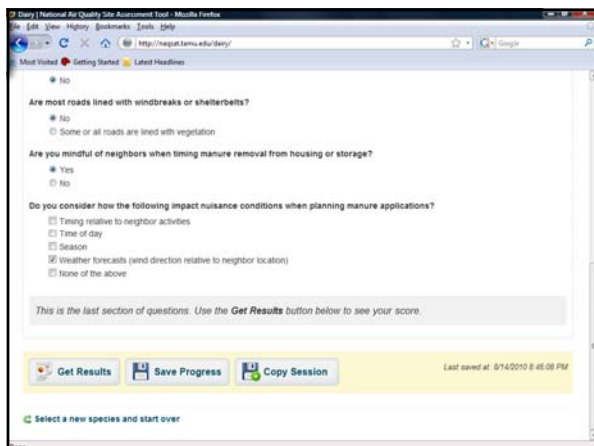 Dairy | National Air Quality Site Assessment Tool - Mozilla Firefox
File Edit View History Bookmarks Tools Help
http://naqsat.tamu.edu/dairy/
Google
Most Visited Getting Started Latest Headlines
No
Are most roads lined with windbreaks or shelterbelts?
No
Some or all roads are lined with vegetation
Are you mindful of neighbors when timing manure removal from housing or storage?
Yes
No
Do you consider how the following impact nuisance conditions when planning manure applications?
Timing relative to neighbor activities
Time of day
Season
Weather forecasts (wind direction relative to neighbor location)
None of the above
This is the last section of questions. Use the Get Results button below to see your score.
Get Results Save Progress Copy Session Last saved at: 8/14/2010 8:46:08 PM
Select a new species and start over